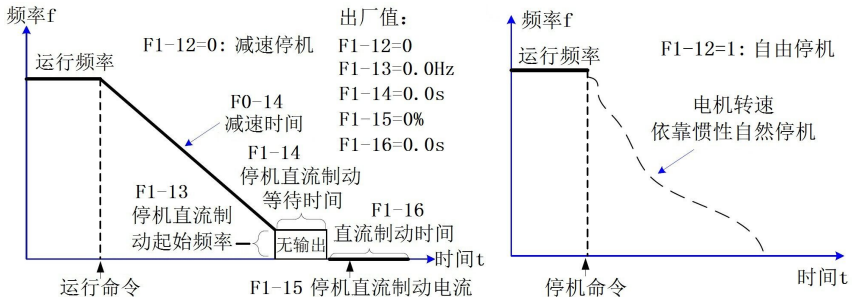 频率f
F1-12=0: 减速停机
运行频率
F0-14
减速时间
F1-14
停机直流制动
等待时间
F1-13
停机直流制
动起始频率
无输出
F1-16
直流制动时间
时间t
运行命令
F1-15 停机直流制动电流
出厂值:
F1-12=0
F1-13=0.0Hz
F1-14=0.0s
F1-15=0%
F1-16=0.0s
频率f
F1-12=1: 自由停机
运行频率
电机转速
依靠惯性自然停机
停机命令
时间t